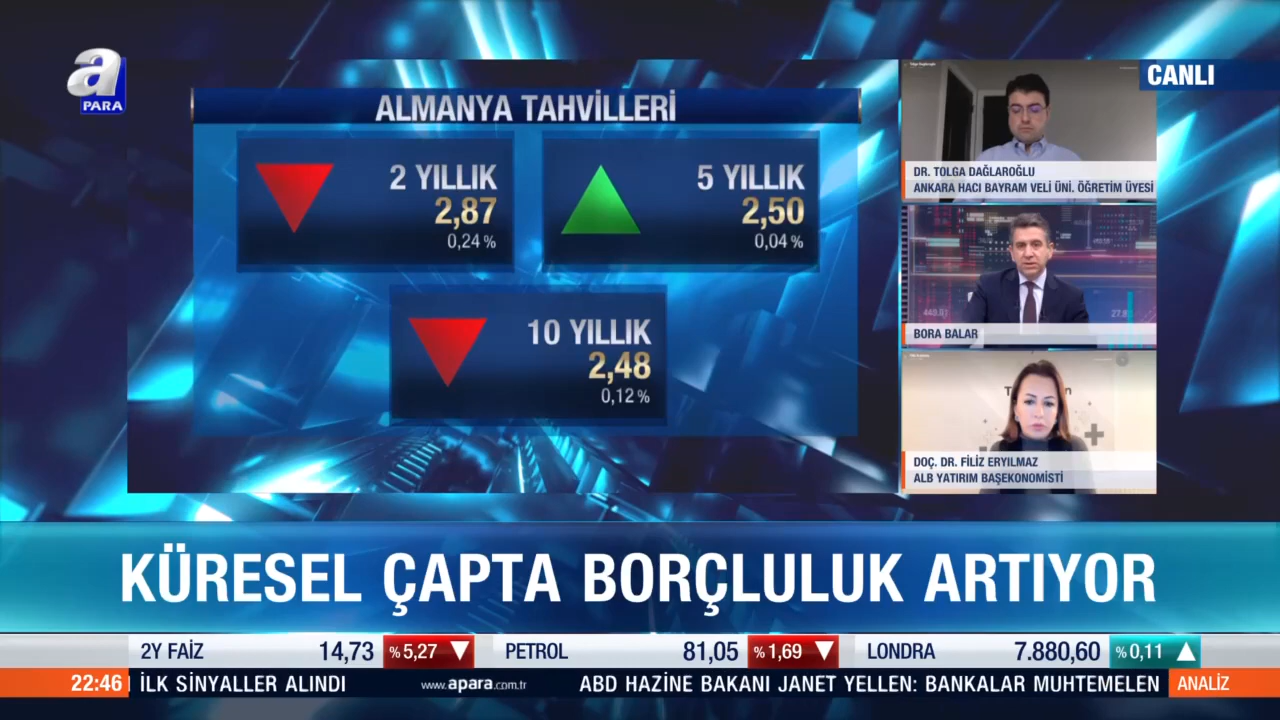 a
PARA
CANLI
ALMANYA TAHVİLLERİ
2 YILLIK
2,87
0,24 %
5 YILLIK
2,50
0,04 %
10 YILLIK
2,48
0,12 %
DR. TOLGA DAĞLAROĞLU
ANKARA HACI BAYRAM VELİ ÜNİ. ÖĞRETİM ÜYESİ
BORA BALAR
DOÇ. DR. FİLİZ ERYILMAZ
ALB YATIRIM BAŞEKONOMİSTİ
KÜRESEL ÇAPTA BORÇLULUK ARTIYOR
2Y FAİZ 14,73 %5,27 PETROL 81,05 %1,69 LONDRA 7.880,60 %0,11
22:46 İLK SİNYALLER ALINDI www.apara.com.tr ABD HAZİNE BAKANI JANET YELLEN: BANKALAR MUHTEMELEN ANALİZ